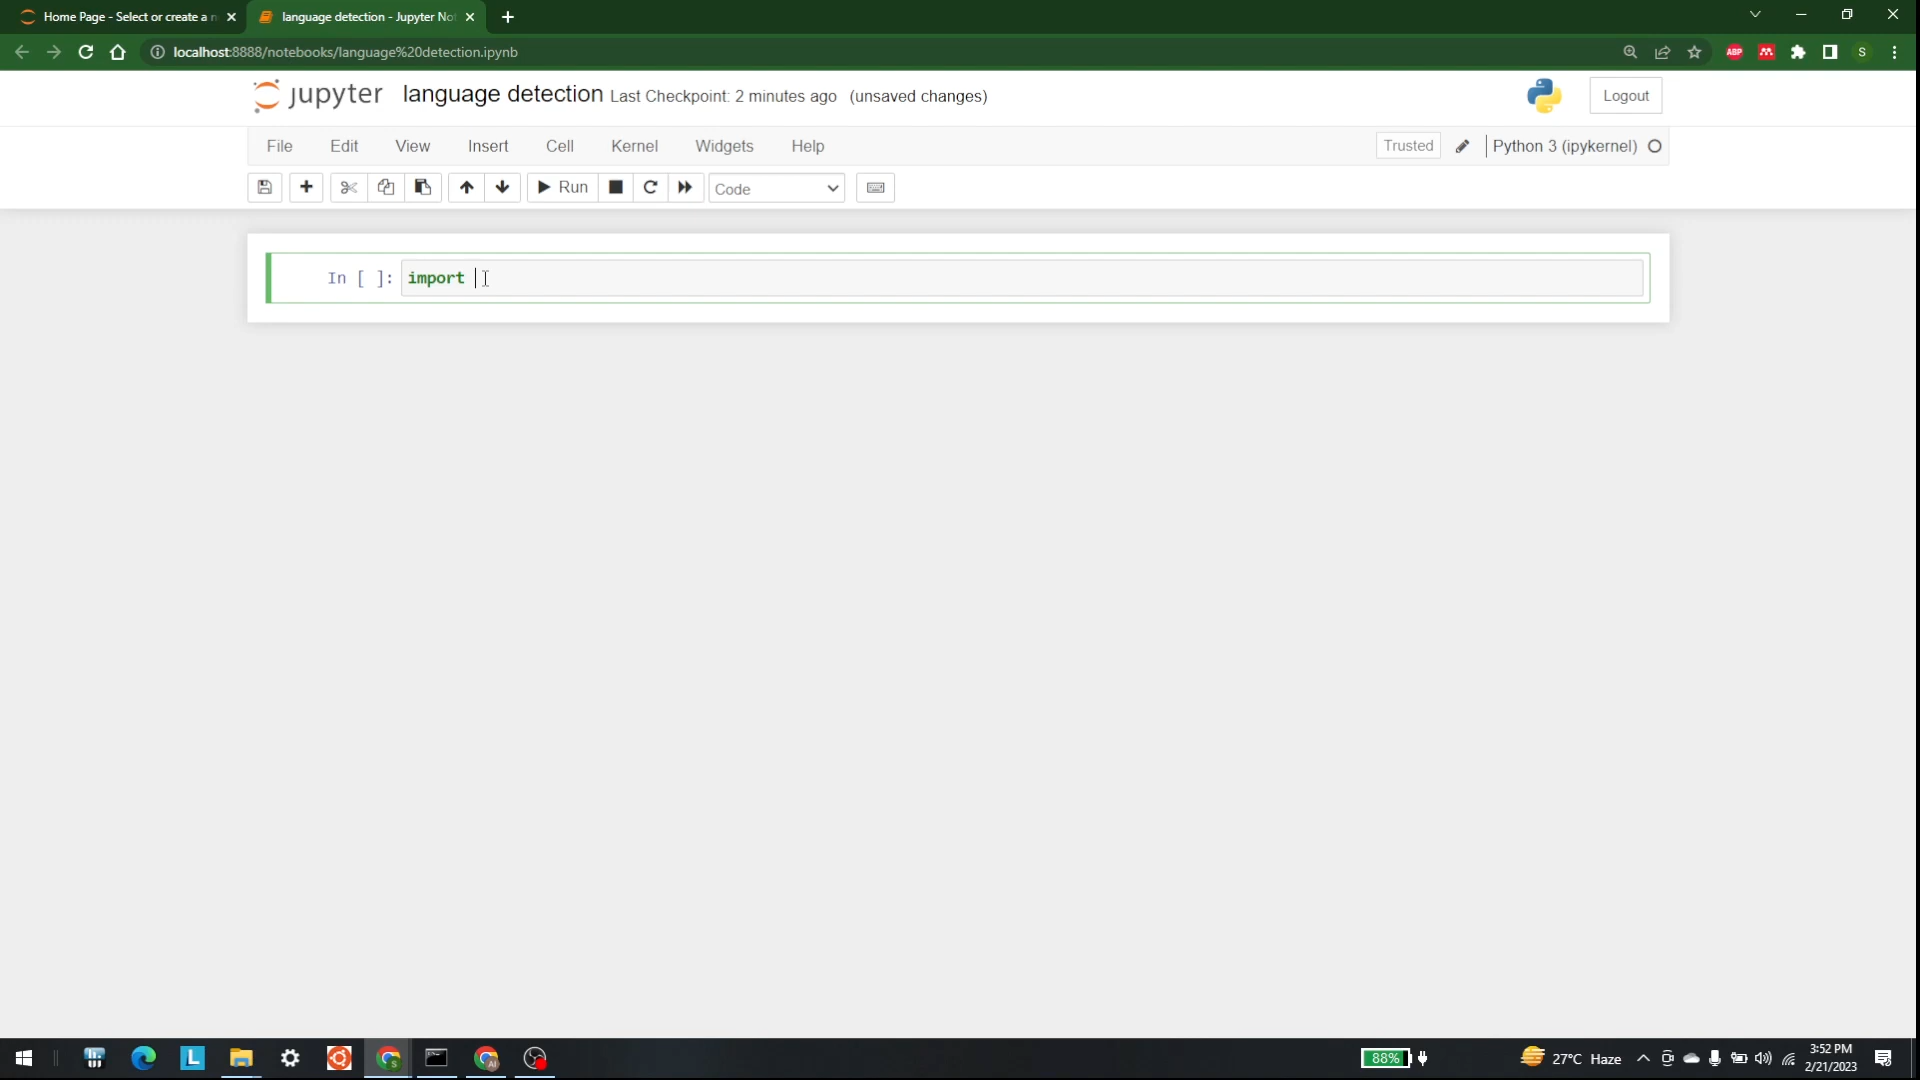 Home Page - Select or create a n
language detection - Jupyter Not
localhost:8888/notebooks/language%20detection.ipynb
ABP
S
jupyter language detection Last Checkpoint: 2 minutes ago (unsaved changes)
Logout
File Edit View Insert Cell Kernel Widgets Help
Trusted
Python 3 (ipykernel)
Run
Code
In [ ]: import
L
88%
27°C Haze
3:52 PM
2/21/2023